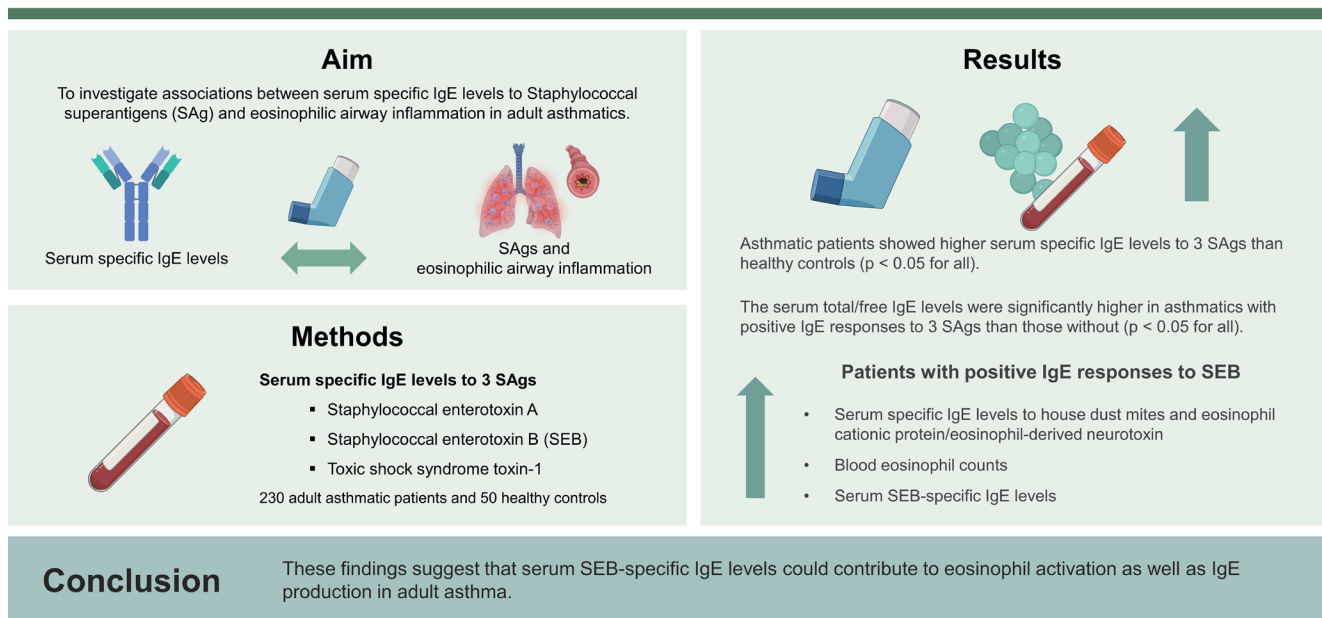 Aim
To investigate associations between serum specific IgE levels to Staphylococcal
superantigens (SAg) and eosinophilic airway inflammation in adult asthmatics.
Serum specific IgE levels
SAgs and
eosinophilic airway inflammation
Methods
Serum specific IgE levels to 3 SAgs
▪ Staphylococcal enterotoxin A
▪ Staphylococcal enterotoxin B (SEB)
▪ Toxic shock syndrome toxin-1
230 adult asthmatic patients and 50 healthy controls
Results
Asthmatic patients showed higher serum specific IgE levels to 3 SAgs than
healthy controls (p < 0.05 for all).
The serum total/free IgE levels were significantly higher in asthmatics with
positive IgE responses to 3 SAgs than those without (p < 0.05 for all).
Patients with positive IgE responses to SEB
• Serum specific IgE levels to house dust mites and eosinophil
cationic protein/eosinophil-derived neurotoxin
• Blood eosinophil counts
• Serum SEB-specific IgE levels
Conclusion
These findings suggest that serum SEB-specific IgE levels could contribute to eosinophil activation as well as IgE
production in adult asthma.